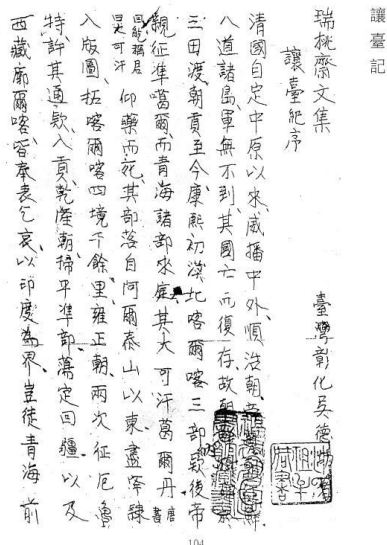 讓臺記
瑞桃齋文集
讓臺紀序
臺灣彰化吳德功
清國自定中原以來、威播中外、順治朝、
八道諸島軍無不到、其國亡而復存、故朝
三田渡、朝貢至今、康熙初、漠北喀爾喀三部欵後、帝
親征準噶爾、而青海諸部來庭、其大可汗葛爾丹
仰藥而死、其部落自阿爾泰山以東、盡率隸
入版圖、拓喀爾喀四境千餘里、雍正朝、兩次征厄魯
特、許其通欵入貢、乾隆朝、掃平準部、蕩定回疆、以及
西藏廓爾喀、皆奉表乞哀、以印度為界、豈徒青海前
104